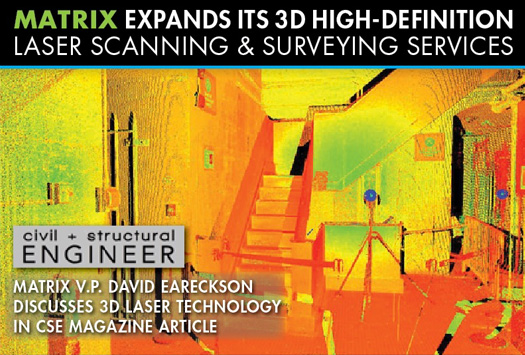 MATRIX EXPANDS ITS 3D HIGH-DEFINITION
LASER SCANNING & SURVEYING SERVICES
civil + structural
ENGINEER
MATRIX V.P. DAVID EARECKSON
DISCUSSES 3D LASER TECHNOLOGY
IN CSE MAGAZINE ARTICLE